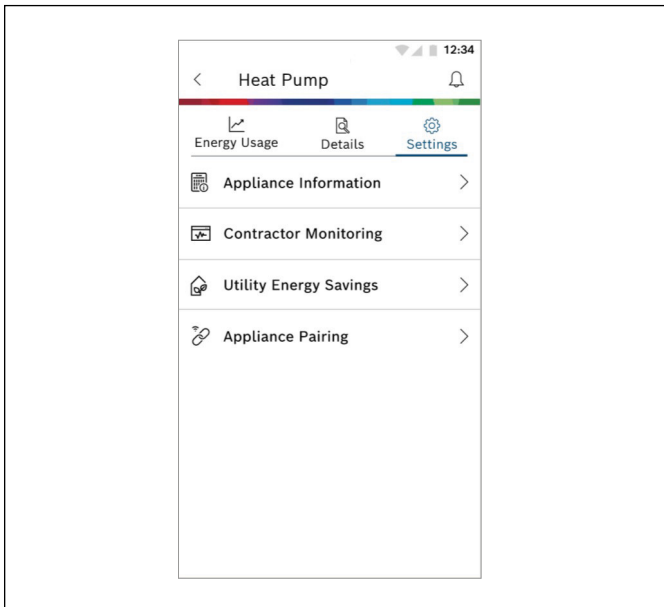 12:34
Heat Pump
Energy Usage Details Settings
Appliance Information
Contractor Monitoring
Utility Energy Savings
Appliance Pairing